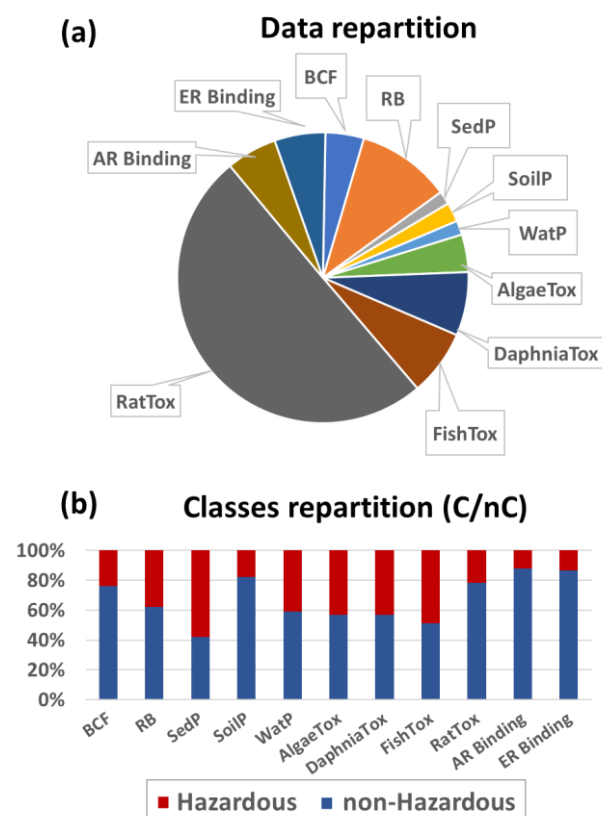 (a) Data repartition
BCF
ER Binding
RB
SedP
AR Binding
SoilP
WatP
AlgaeTox
DaphniaTox
RatTox
FishTox
(b) Classes repartition (C/nC)
100%
80%
60%
40%
20%
0%
BCF
RB
SedP
SoilP
WatP
AlgaeTox
DaphniaTox
FishTox
RatTox
AR Binding
ER Binding
Hazardous non-Hazardous